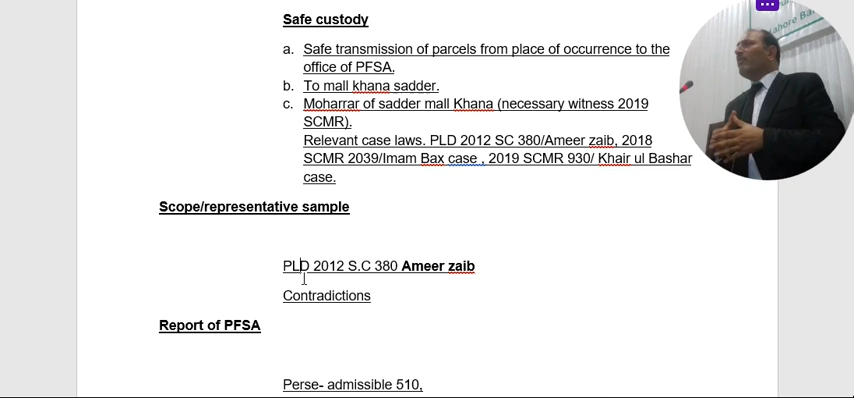 Safe custody
a. Safe transmission of parcels from place of occurrence to the
office of PFSA.
b. To mall khana sadder.
c. Moharrar of sadder mall Khana (necessary witness 2019
SCMR).
Relevant case laws. PLD 2012 SC 380/Ameer zaib, 2018
SCMR 2039/Imam Bax case , 2019 SCMR 930/ Khair ul Bashar
case.
Scope/representative sample
PLD 2012 S.C 380 Ameer zaib
Contradictions
Report of PFSA
Perse- admissible 510,